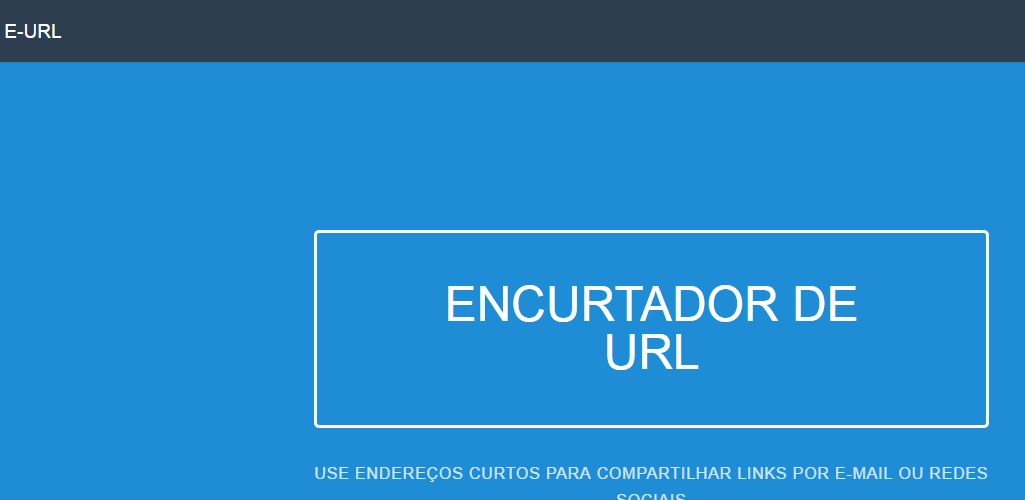 E-URL
ENCURTADOR DE
URL
USE ENDEREÇOS CURTOS PARA COMPARTILHAR LINKS POR E-MAIL OU REDES
SOCIAIS